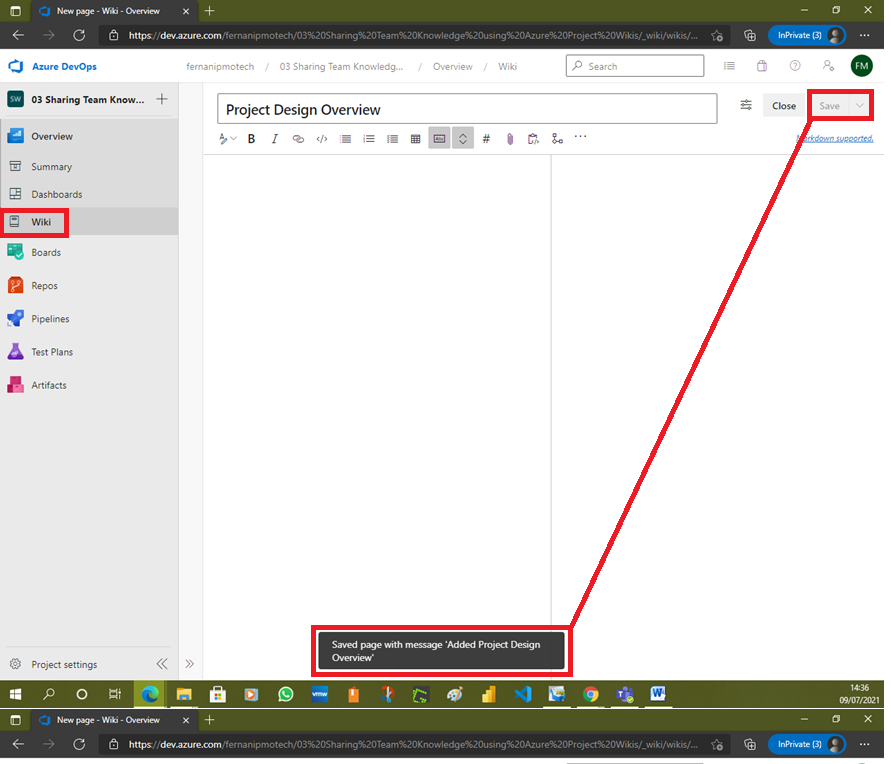 New page - Wiki - Overview
https://dev.azure.com/fernanipmotech/03%20Sharing%20Team%20Knowledge%20using%20Azure%20Project%20Wikis/_wiki/wikis/...
InPrivate (3)
Azure DevOps
fernanipmotech / 03 Sharing Team Knowledg... / Overview / Wiki
Search
FM
SW
03 Sharing Team Know...
Project Design Overview
Close
Save
Overview
B I </> #
Abc
Markdown supported.
Summary
Dashboards
Wiki
Boards
Repos
Pipelines
Test Plans
Artifacts
Saved page with message 'Added Project Design
Overview'
Project settings
vmw
14:36
09/07/2021
New page - Wiki - Overview
https://dev.azure.com/fernanipmotech/03%20Sharing%20Team%20Knowledge%20using%20Azure%20Project%20Wikis/_wiki/wikis/...
InPrivate (3)